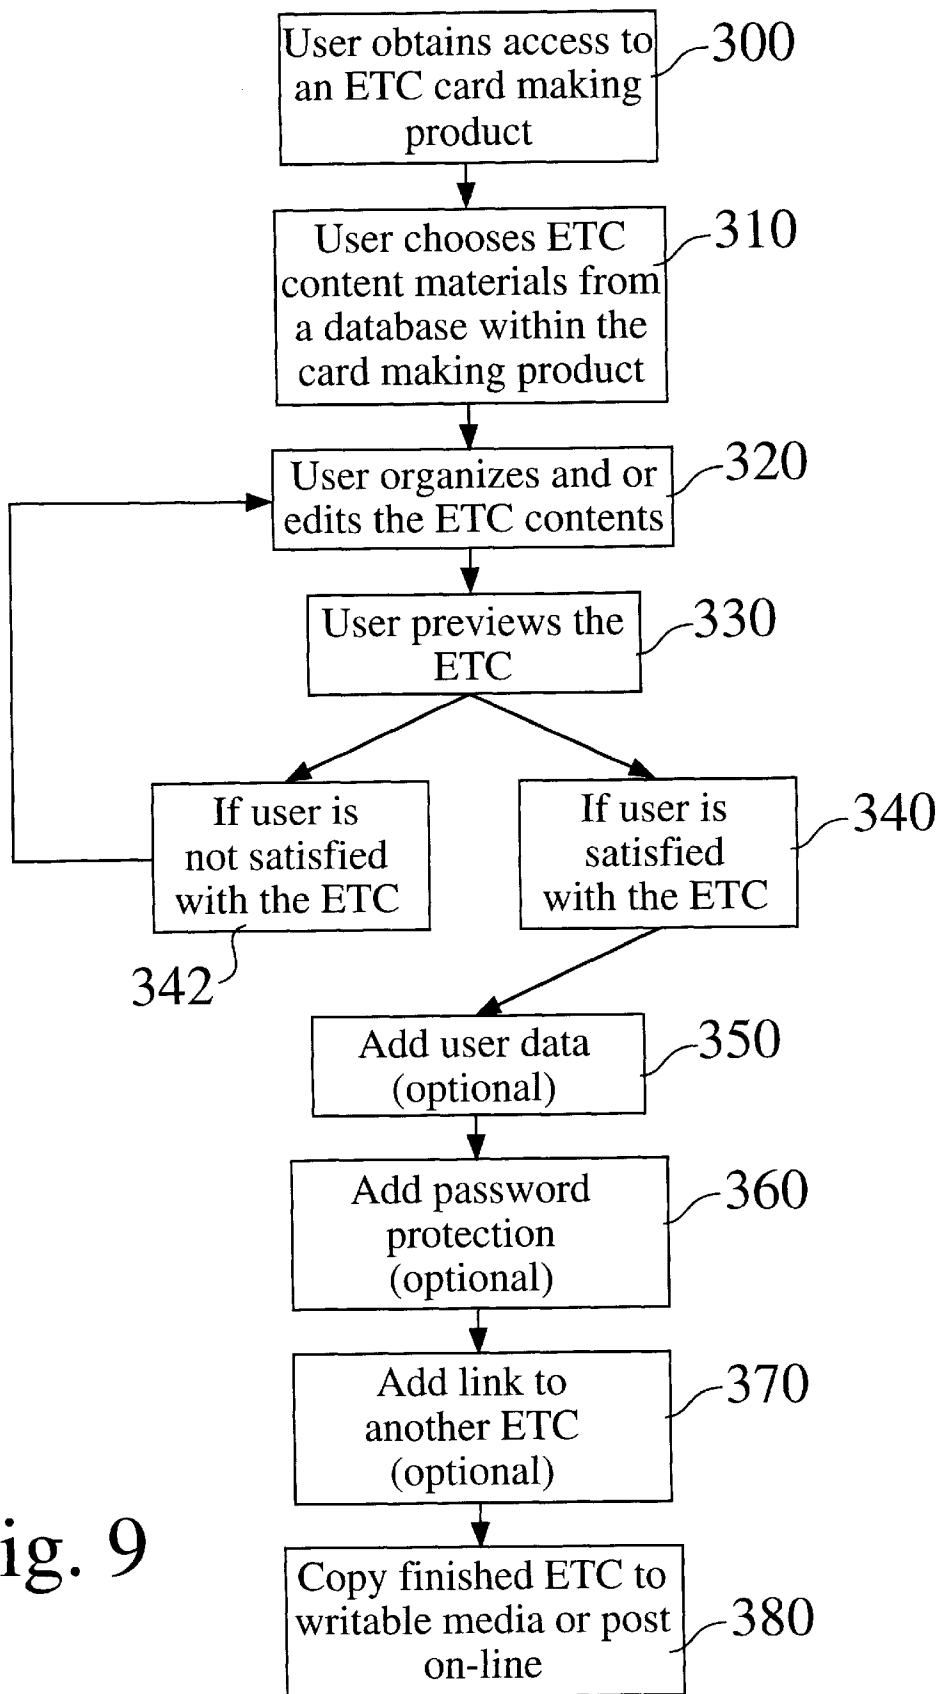 User obtains access to
an ETC card making
product
300
User chooses ETC
content materials from
a database within the
card making product
310
User organizes and or
edits the ETC contents
320
User previews the
ETC
330
If user is
not satisfied
with the ETC
342
If user is
satisfied
with the ETC
340
Add user data
(optional)
350
Add password
protection
(optional)
360
Add link to
another ETC
(optional)
370
Copy finished ETC to
writable media or post
on-line
380
ig. 9